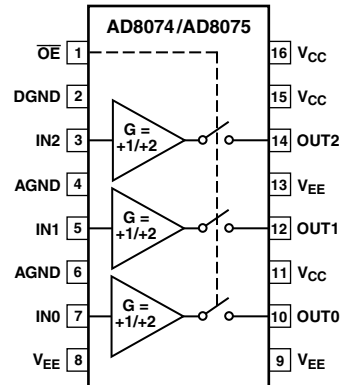 AD8074/AD8075
OE 1 16 VCC
DGND 2 15 VCC
IN2 3 G = +1/+2 14 OUT2
AGND 4 13 VEE
IN1 5 G = +1/+2 12 OUT1
AGND 6 11 VCC
IN0 7 G = +1/+2 10 OUT0
VEE 8 9 VEE